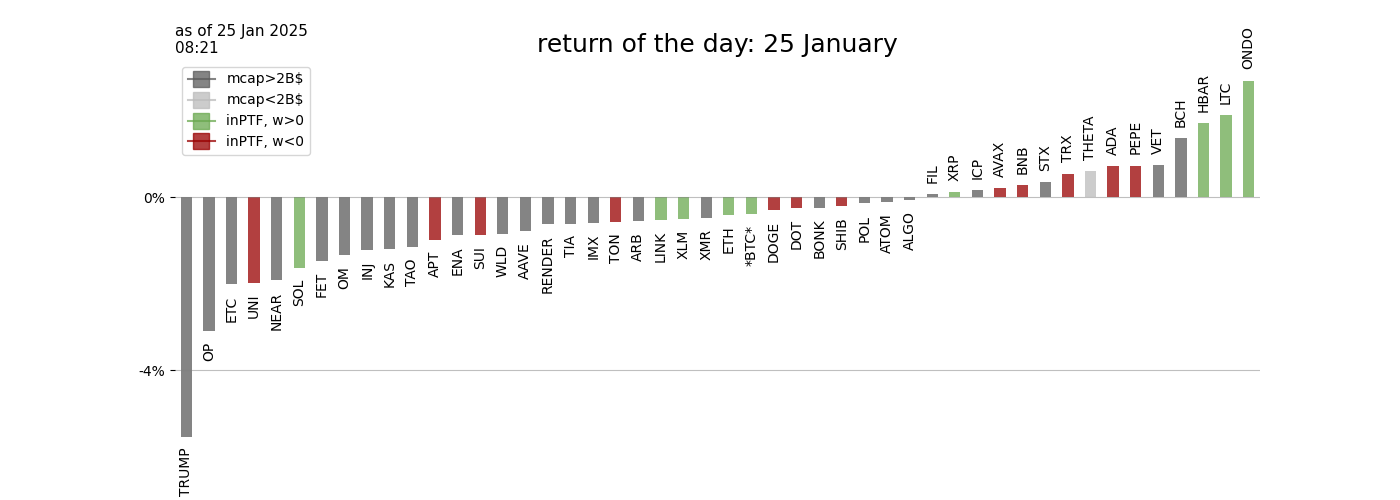 as of 25 Jan 2025
08:21
return of the day: 25 January
mcap>2B$
mcap<2B$
inPTF, w>0
inPTF, w<0
0%
-4%
TRUMP
OP
ETC
UNI
NEAR
SOL
FET
OM
INJ
KAS
TAO
APT
ENA
SUI
WLD
AAVE
RENDER
TIA
IMX
TON
ARB
LINK
XLM
XMR
ETH
*BTC*
DOGE
DOT
BONK
SHIB
POL
ATOM
ALGO
FIL
XRP
ICP
AVAX
BNB
STX
TRX
THETA
ADA
PEPE
VET
BCH
HBAR
LTC
ONDO